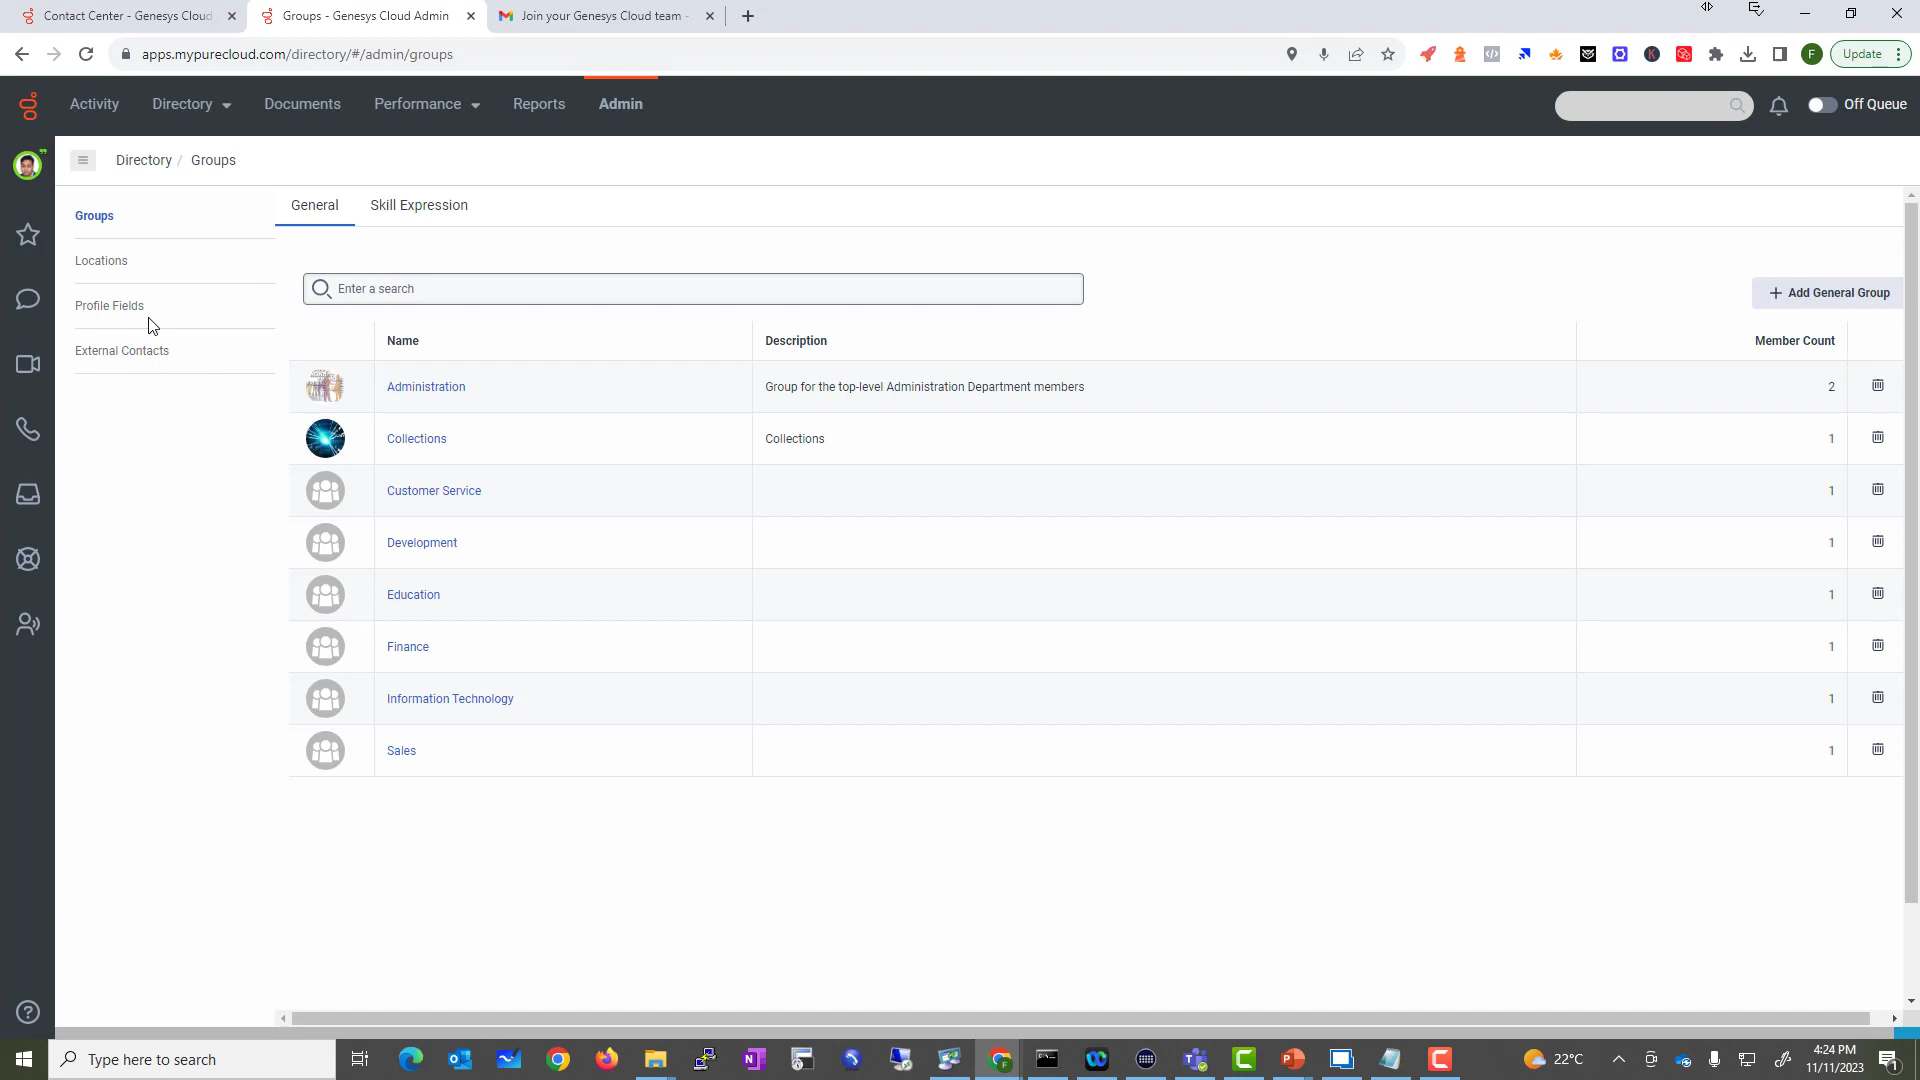 Contact Center - Genesys Cloud
Groups - Genesys Cloud Admin
Join your Genesys Cloud team -
apps.mypurecloud.com/directory/#/admin/groups
F
Update
Activity
Directory
Documents
Performance
Reports
Admin
Off Queue
Directory / Groups
Groups
Locations
Profile Fields
External Contacts
General
Skill Expression
Enter a search
+ Add General Group
Name
Description
Member Count
Administration
Group for the top-level Administration Department members
2
Collections
Collections
1
Customer Service
1
Development
1
Education
1
Finance
1
Information Technology
1
Sales
1
Type here to search
22°C
4:24 PM
11/11/2023
1